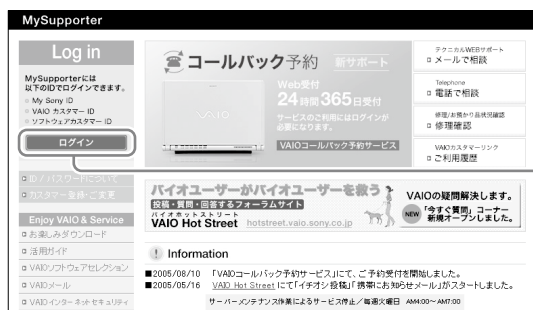 MySupporter
Log in
MySupporterには
以下のIDでログインできます。
My Sony ID
VAIO カスタマー ID
ソフトウェアカスタマー ID
ログイン
ID / パスワードについて
カスタマー登録・ご変更
Enjoy VAIO & Service
お楽しみダウンロード
活用ガイド
VAIOソフトウェアセレクション
VAIOメール
VAIOインターネットセキュリティ
コールバック予約 新サポート
Web受付
24時間365日受付
サービスのご利用にはログインが
必要になります。
VAIOコールバック予約サービス
VAIO
テクニカルWEBサポート
メールで相談
Telephone
電話で相談
修理/お預かり品状況確認
修理確認
VAIOカスタマーリンク
ご利用履歴
バイオユーザーがバイオユーザーを救う
投稿・質問・回答するフォーラムサイト
バイオホットストリート
VAIO Hot Street hotstreet.vaio.sony.co.jp
VAIOの疑問解決します。
NEW 「今すぐ質問」コーナー
新規オープンしました。
Information
■2005/08/10 「VAIOコールバック予約サービス」にて、ご予約受付を開始しました。
■2005/05/16 VAIO Hot Street にて「イチオシ投稿」「携帯にお知らせメール」がスタートしました。
サーバーメンテナンス作業によるサービス停止／毎週火曜日 AM4:00〜AM7:00